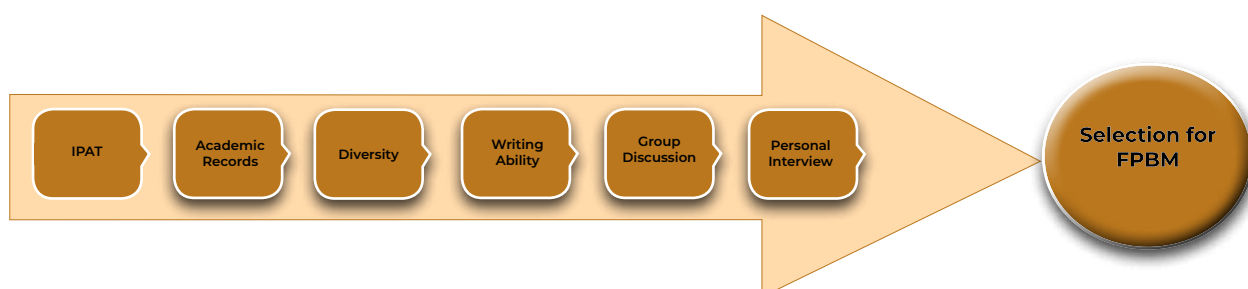 IPAT
Academic
Records
Diversity
Writing
Ability
Group
Discussion
Personal
Interview
Selection for
FPBM